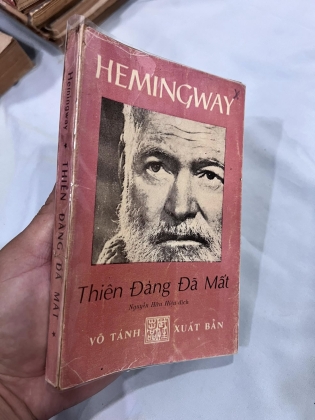 HEMINGWAY
Thiên Đàng Đã Mất
Nguyễn Hữu Hiệu dịch
VÕ TÁNH XUẤT BẢN
Hemingway * THIÊN ĐÀNG ĐÃ MẤT *